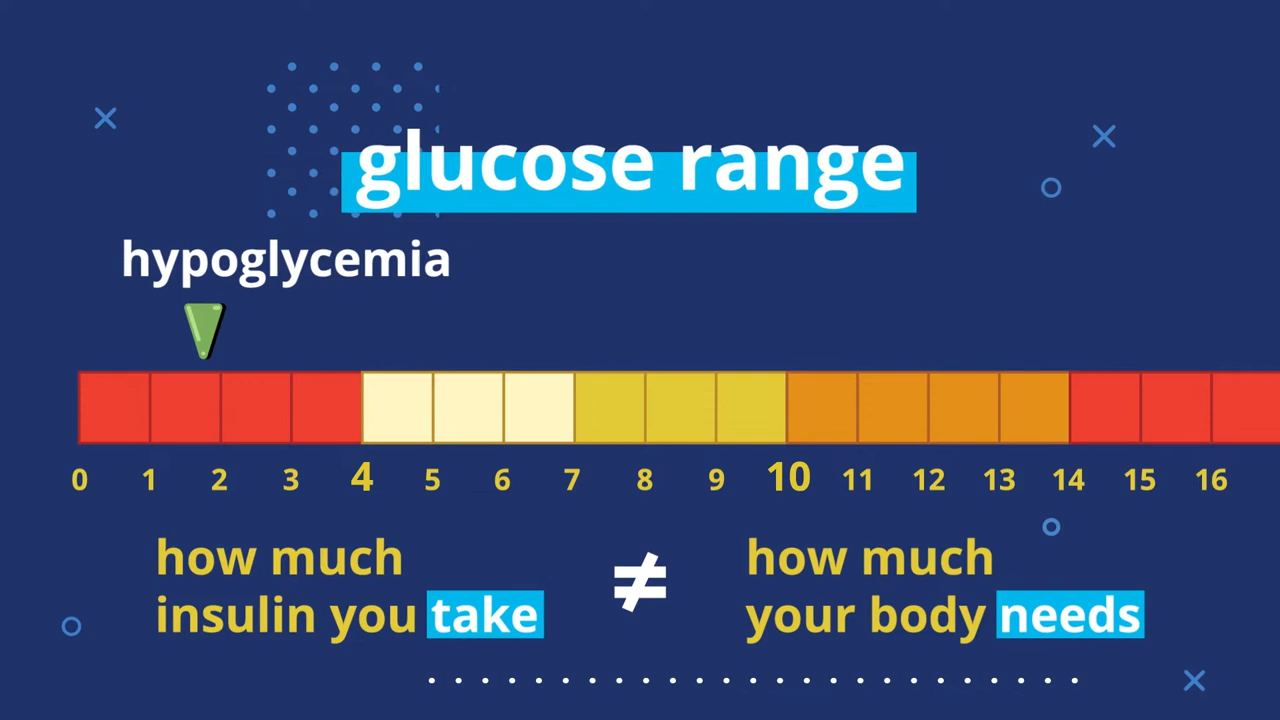 glucose range
hypoglycemia
0 1 2 3 4 5 6 7 8 9 10 11 12 13 14 15 16
how much
insulin you take
≠
how much
your body needs